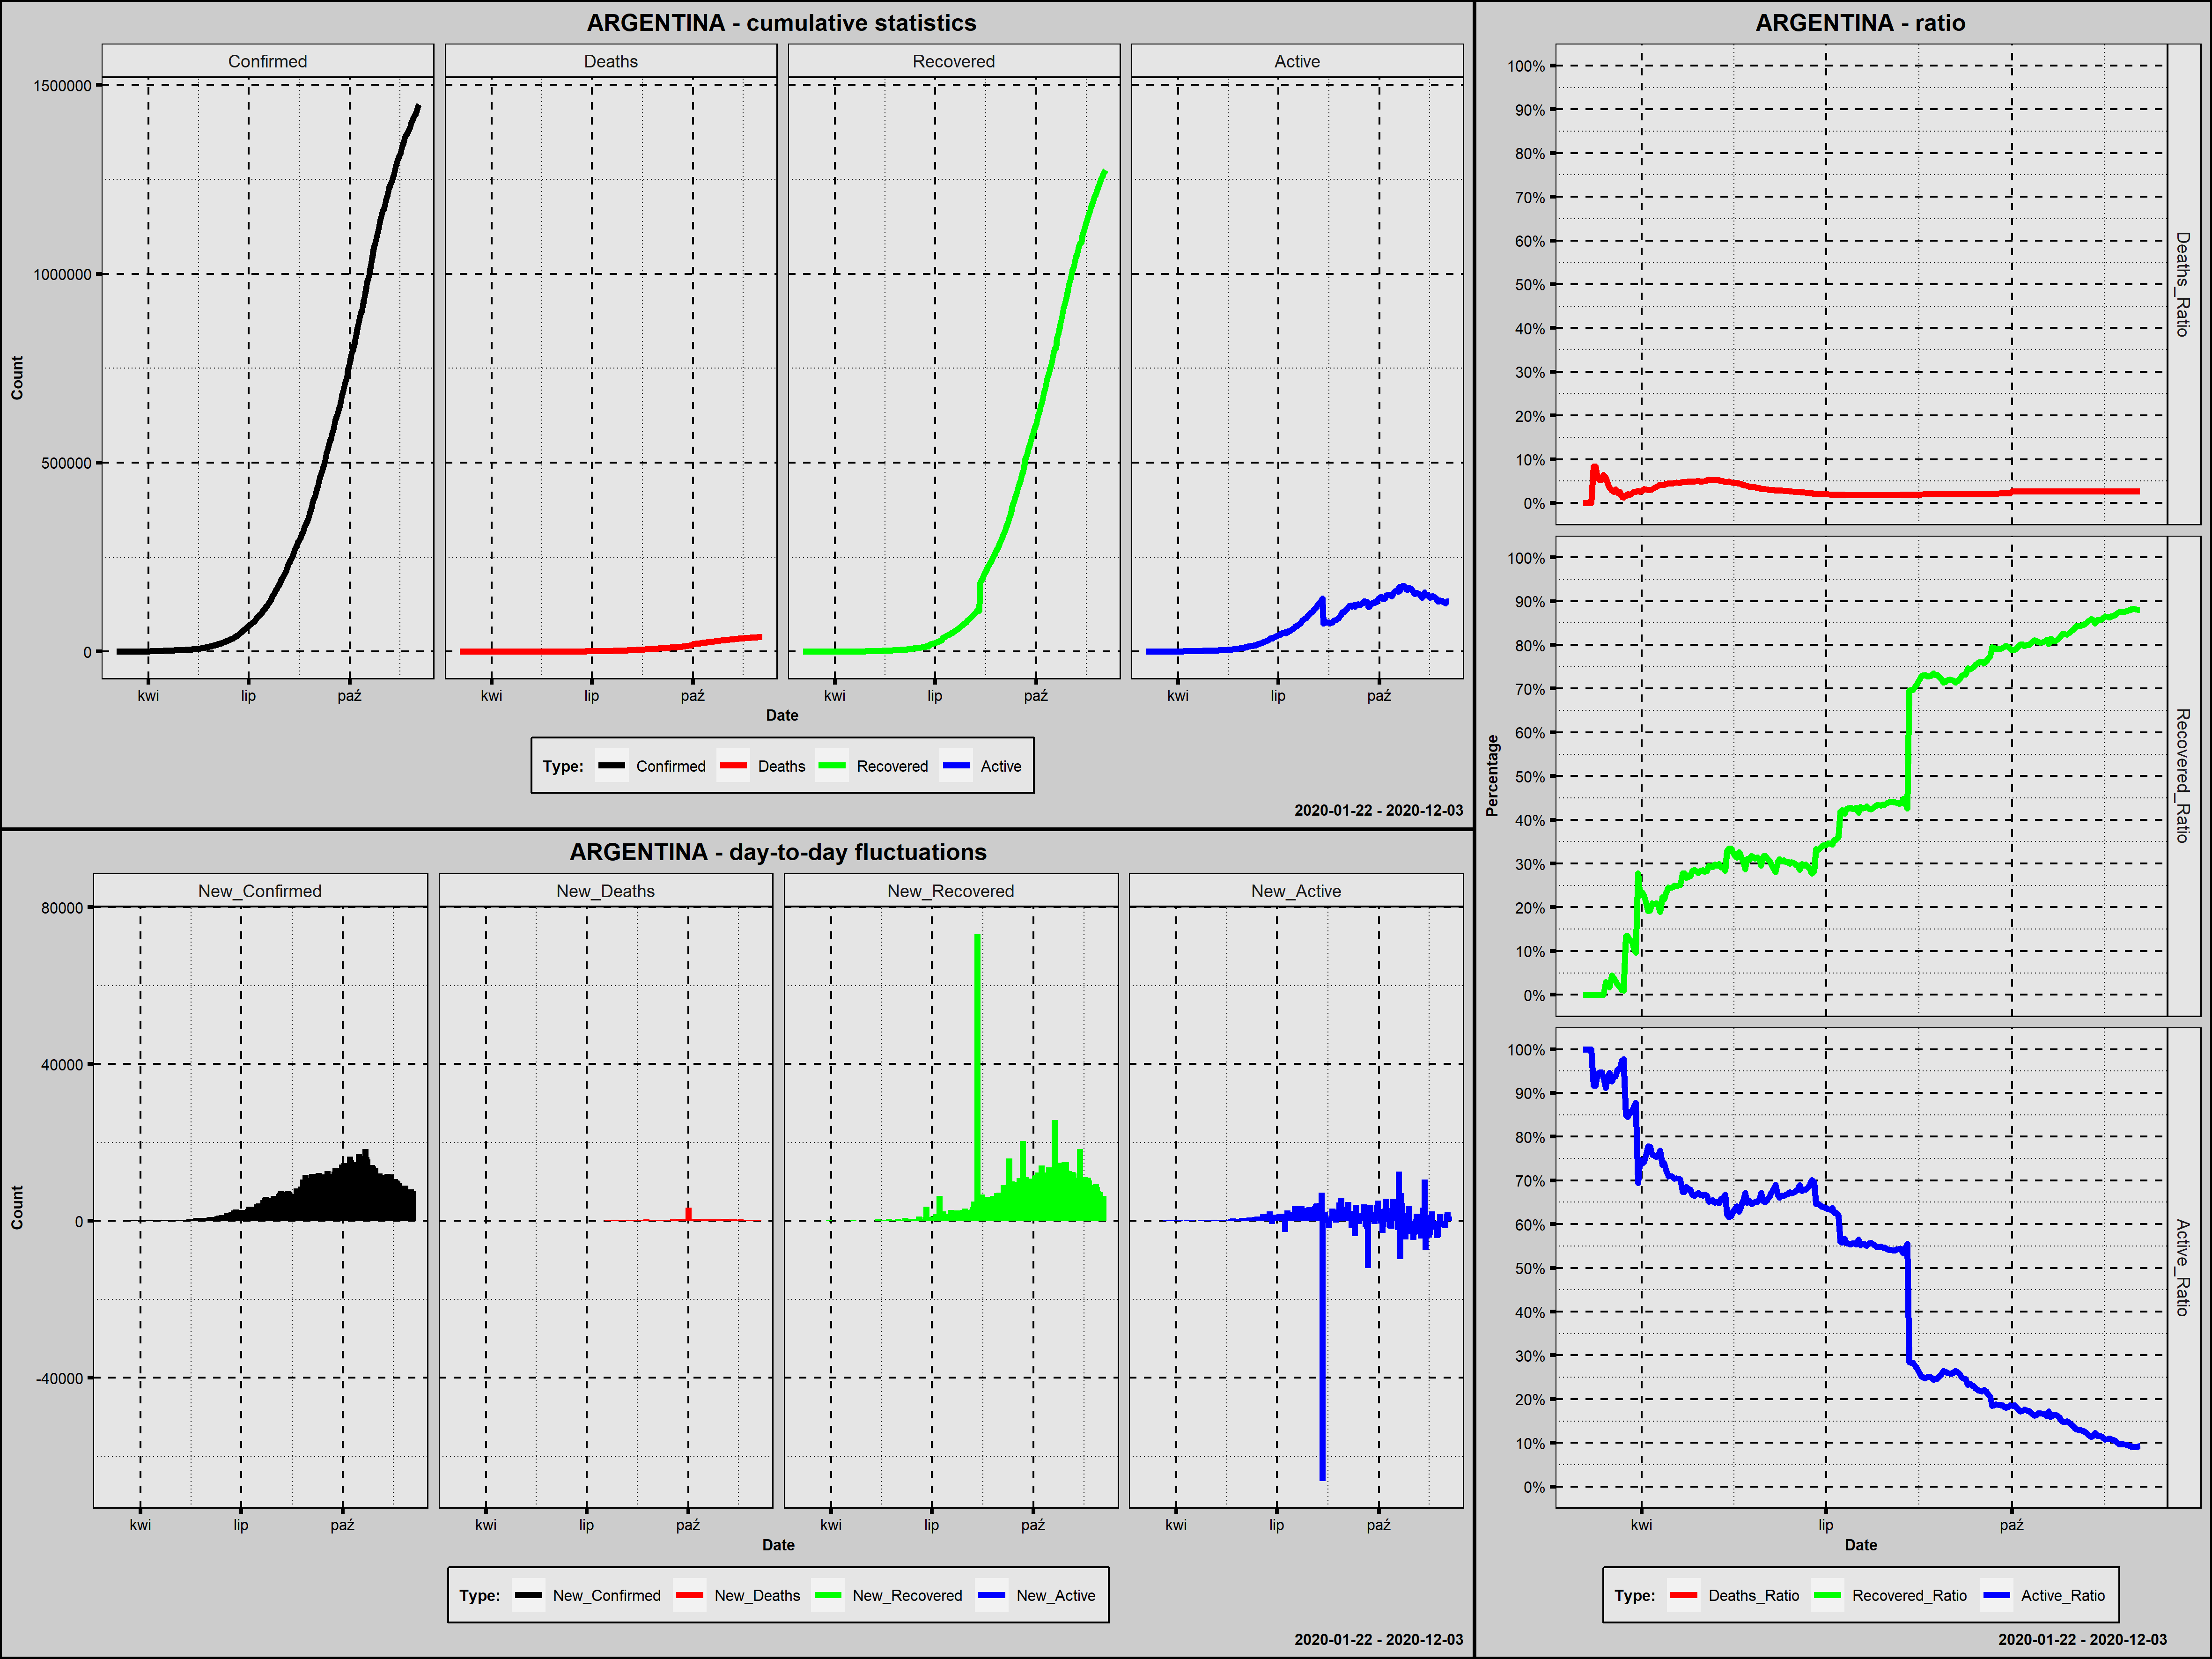 ARGENTINA - cumulative statistics
Confirmed Deaths Recovered Active
1500000
1000000
500000
0
Count
kwi lip paź kwi lip paź kwi lip paź kwi lip paź
Date
Type: Confirmed Deaths Recovered Active
2020-01-22 - 2020-12-03
ARGENTINA - day-to-day fluctuations
New_Confirmed New_Deaths New_Recovered New_Active
80000
40000
0
-40000
Count
kwi lip paź kwi lip paź kwi lip paź kwi lip paź
Date
Type: New_Confirmed New_Deaths New_Recovered New_Active
2020-01-22 - 2020-12-03
ARGENTINA - ratio
100%
90%
80%
70%
60%
50%
40%
30%
20%
10%
0%
Deaths_Ratio
100%
90%
80%
70%
60%
50%
40%
30%
20%
10%
0%
Recovered_Ratio
Percentage
100%
90%
80%
70%
60%
50%
40%
30%
20%
10%
0%
Active_Ratio
kwi lip paź
Date
Type: Deaths_Ratio Recovered_Ratio Active_Ratio
2020-01-22 - 2020-12-03